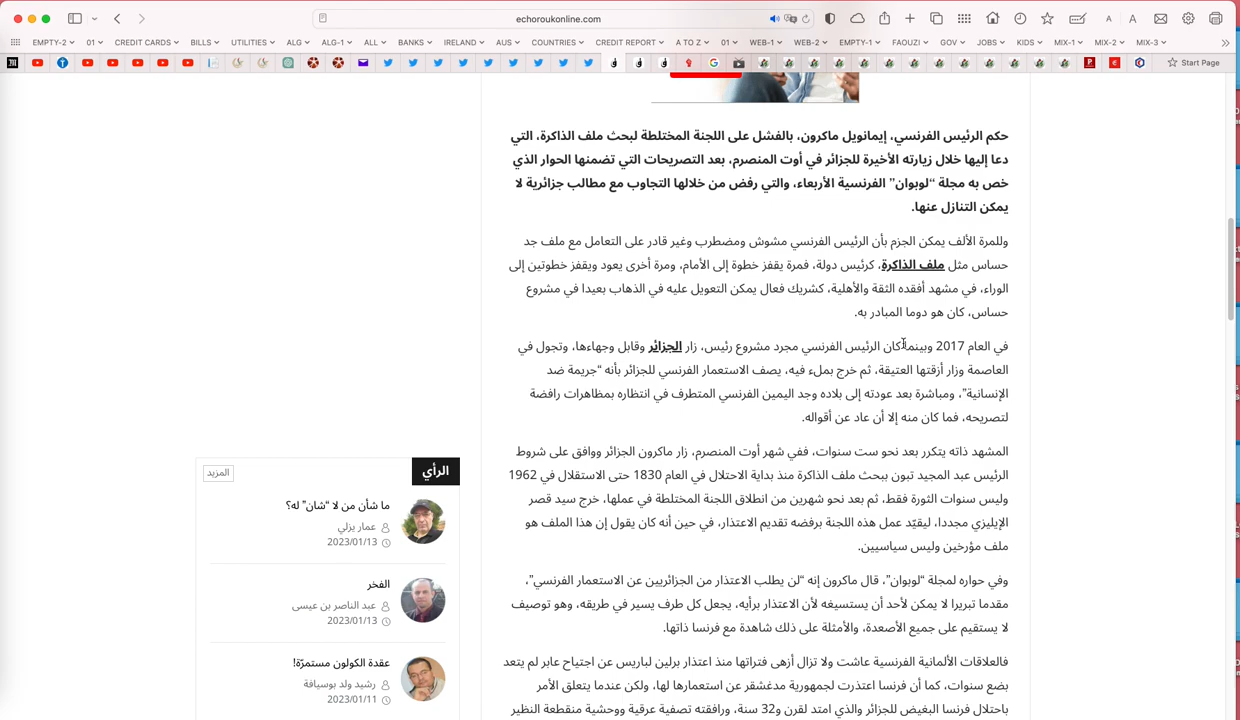 echoroukonline.com
EMPTY-2 01 CREDIT CARDS BILLS UTILITIES ALG ALG-1 ALL BANKS IRELAND AUS COUNTRIES CREDIT REPORT A TO Z 01 WEB-1 WEB-2 EMPTY-1 FAOUZI GOV JOBS KIDS MIX-1 MIX-2 MIX-3
Start Page
حكم الرئيس الفرنسي، إيمانويل ماكرون، بالفشل على اللجنة المختلطة لبحث ملف الذاكرة، التي
دعا إليها خلال زيارته الأخيرة للجزائر في أوت المنصرم، بعد التصريحات التي تضمنها الحوار الذي
خص به مجلة “لوبوان” الفرنسية الأربعاء، والتي رفض من خلالها التجاوب مع مطالب جزائرية لا
يمكن التنازل عنها.
وللمرة الألف يمكن الجزم بأن الرئيس الفرنسي مشوش ومضطرب وغير قادر على التعامل مع ملف جد
حساس مثل ملف الذاكرة، كرئيس دولة، فمرة يقفز خطوة إلى الأمام، ومرة أخرى يعود ويقفز خطوتين إلى
الوراء، في مشهد أفقده الثقة والأهلية، كشريك فعال يمكن التعويل عليه في الذهاب بعيدا في مشروع
حساس، كان هو دوما المبادر به.
في العام 2017 وبينما كان الرئيس الفرنسي مجرد مشروع رئيس، زار الجزائر وقابل وجهاءها، وتجول في
العاصمة وزار أزقتها العتيقة، ثم خرج بملء فيه، يصف الاستعمار الفرنسي للجزائر بأنه “جريمة ضد
الإنسانية”، ومباشرة بعد عودته إلى بلاده وجد اليمين الفرنسي المتطرف في انتظاره بمظاهرات رافضة
لتصريحه، فما كان منه إلا أن عاد عن أقواله.
المشهد ذاته يتكرر بعد نحو ست سنوات، ففي شهر أوت المنصرم، زار ماكرون الجزائر ووافق على شروط
الرئيس عبد المجيد تبون ببحث ملف الذاكرة منذ بداية الاحتلال في العام 1830 حتى الاستقلال في 1962
وليس سنوات الثورة فقط، ثم بعد نحو شهرين من انطلاق اللجنة المختلطة في عملها، خرج سيد قصر
الإيليزي مجددا، ليقيّد عمل هذه اللجنة برفضه تقديم الاعتذار، في حين أنه كان يقول إن هذا الملف هو
ملف مؤرخين وليس سياسيين.
وفي حواره لمجلة “لوبوان”، قال ماكرون إنه “لن يطلب الاعتذار من الجزائريين عن الاستعمار الفرنسي”،
مقدما تبريرا لا يمكن لأحد أن يستسيغه لأن الاعتذار برأيه، يجعل كل طرف يسير في طريقه، وهو توصيف
لا يستقيم على جميع الأصعدة، والأمثلة على ذلك شاهدة مع فرنسا ذاتها.
فالعلاقات الألمانية الفرنسية عاشت ولا تزال أزهى فتراتها منذ اعتذار برلين لباريس عن اجتياح عابر لم يتعد
بضع سنوات، كما أن فرنسا اعتذرت لجمهورية مدغشقر عن استعمارها لها، ولكن عندما يتعلق الأمر
باحتلال فرنسا البغيض للجزائر والذي امتد لقرن و32 سنة، ورافقته تصفية عرقية ووحشية منقطعة النظير
الرأي
المزيد
ما شأن من لا “شان” له؟
عمار يزلي
2023/01/13
الفخر
عبد الناصر بن عيسى
2023/01/13
عقدة الكولون مستمرّة!
رشيد ولد بوسيافة
2023/01/11